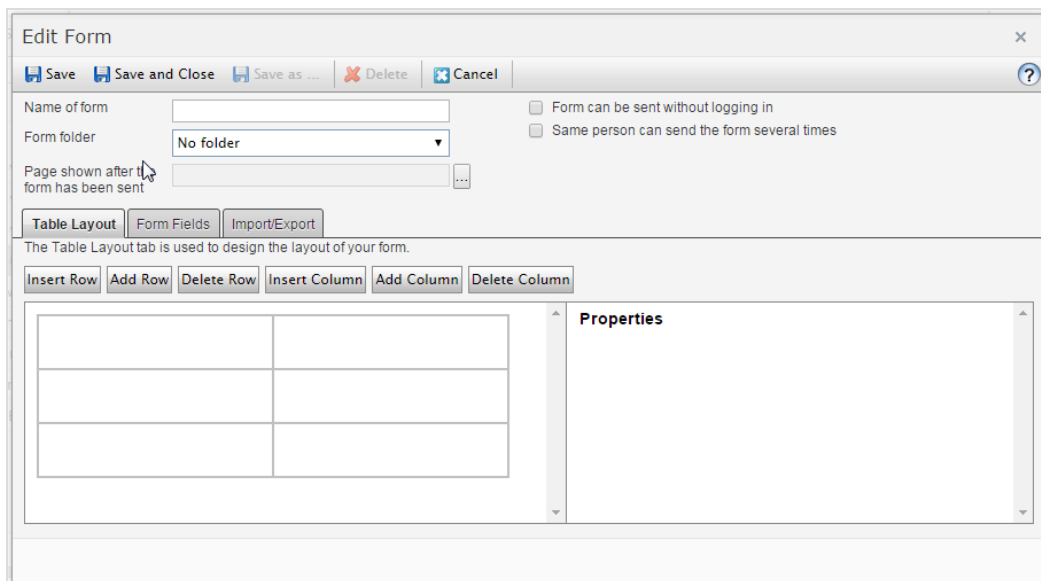 Edit Form
Save Save and Close Save as ... Delete Cancel
Name of form
Form can be sent without logging in
Form folder
No folder
Same person can send the form several times
Page shown after th
form has been sent
...
Table Layout Form Fields Import/Export
The Table Layout tab is used to design the layout of your form.
Insert Row Add Row Delete Row Insert Column Add Column Delete Column
Properties